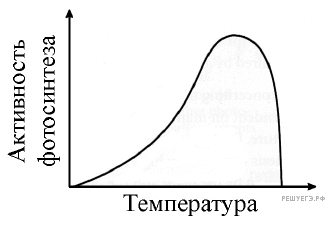 Активность
фотосинтеза
Температура
РЕШУЕГЭ.РФ